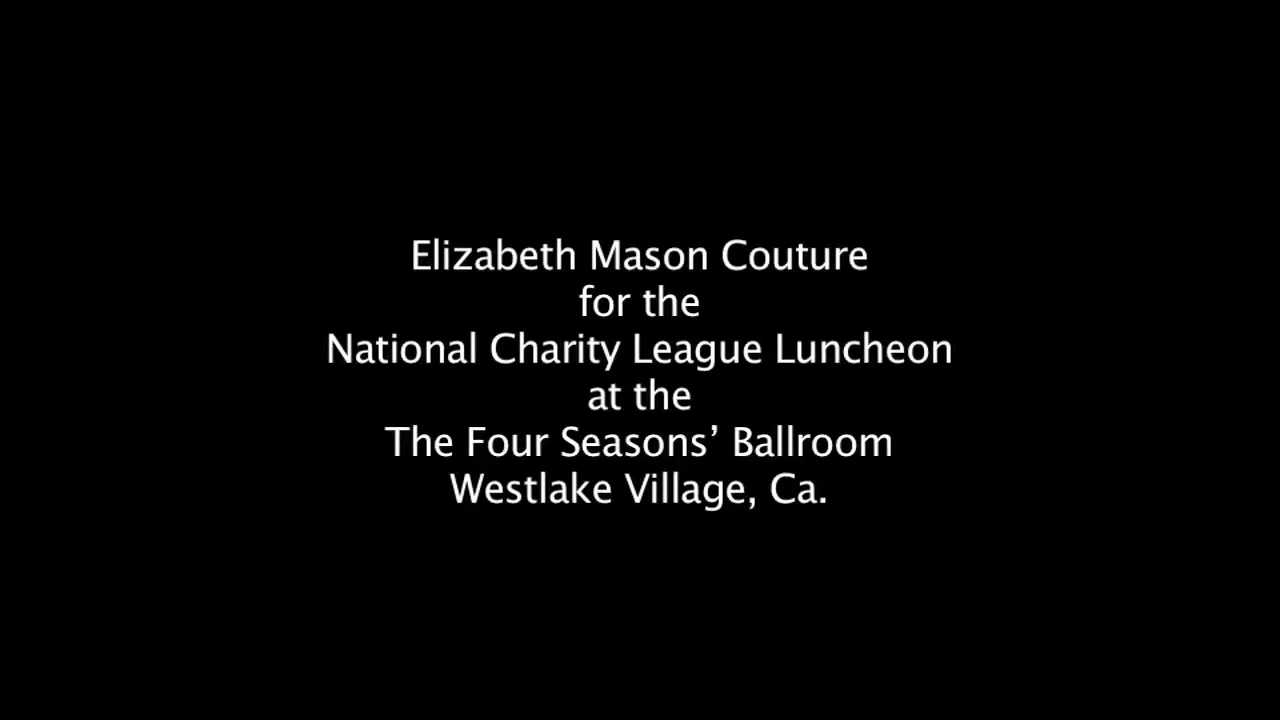 Elizabeth Mason Couture
for the
National Charity League Luncheon
at the
The Four Seasons’ Ballroom
Westlake Village, Ca.